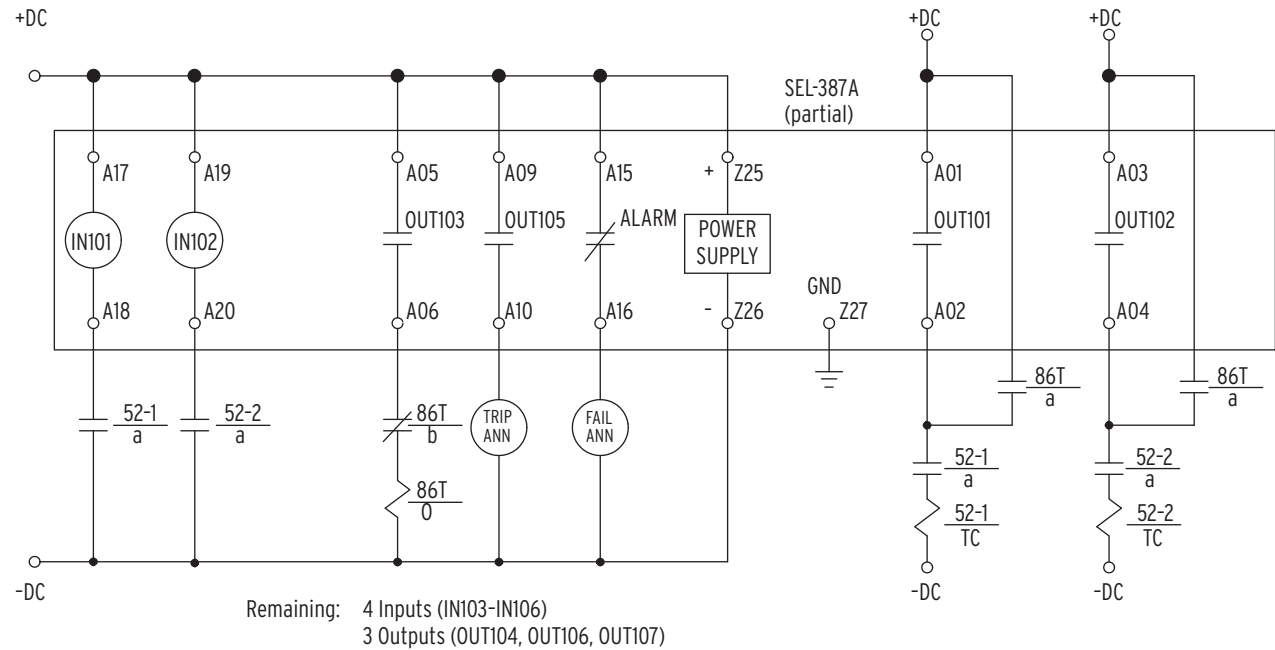 +DC
+DC
+DC
SEL-387A
(partial)
A17
A19
A05
A09
A15
+ Z25
A01
A03
IN101
IN102
OUT103
OUT105
ALARM
POWER
SUPPLY
OUT101
OUT102
GND
A18
A20
A06
A10
A16
- Z26
Z27
A02
A04
52-1
a
52-2
a
86T
b
TRIP
ANN
FAIL
ANN
86T
a
86T
a
86T
O
52-1
a
52-2
a
52-1
TC
52-2
TC
-DC
-DC
-DC
Remaining: 4 Inputs (IN103-IN106)
3 Outputs (OUT104, OUT106, OUT107)